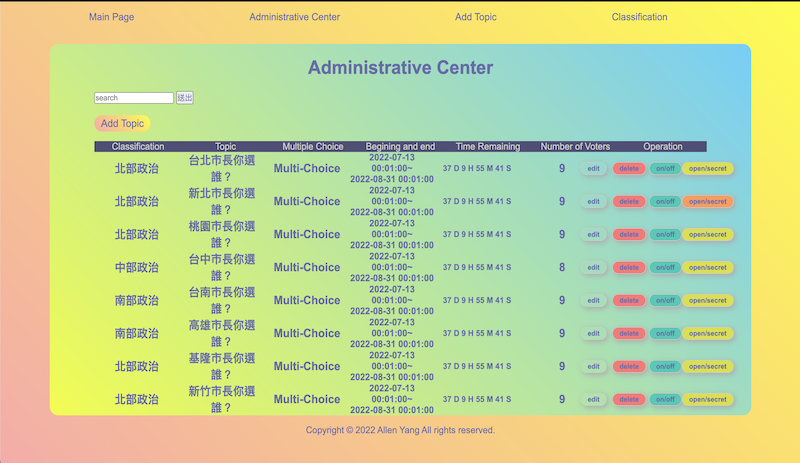 Main Page Administrative Center Add Topic Classification
Administrative Center
search 送出
Add Topic
Classification Topic Multiple Choice Begining and end Time Remaining Number of Voters Operation
北部政治 台北市長你選誰？ Multi-Choice 2022-07-13 00:01:00~ 2022-08-31 00:01:00 37 D 9 H 55 M 41 S 9 edit delete on/off open/secret
北部政治 新北市長你選誰？ Multi-Choice 2022-07-13 00:01:00~ 2022-08-31 00:01:00 37 D 9 H 55 M 41 S 9 edit delete on/off open/secret
北部政治 桃園市長你選誰？ Multi-Choice 2022-07-13 00:01:00~ 2022-08-31 00:01:00 37 D 9 H 55 M 41 S 9 edit delete on/off open/secret
中部政治 台中市長你選誰？ Multi-Choice 2022-07-13 00:01:00~ 2022-08-31 00:01:00 37 D 9 H 55 M 41 S 8 edit delete on/off open/secret
南部政治 台南市長你選誰？ Multi-Choice 2022-07-13 00:01:00~ 2022-08-31 00:01:00 37 D 9 H 55 M 41 S 9 edit delete on/off open/secret
南部政治 高雄市長你選誰？ Multi-Choice 2022-07-13 00:01:00~ 2022-08-31 00:01:00 37 D 9 H 55 M 41 S 9 edit delete on/off open/secret
北部政治 基隆市長你選誰？ Multi-Choice 2022-07-13 00:01:00~ 2022-08-31 00:01:00 37 D 9 H 55 M 41 S 9 edit delete on/off open/secret
北部政治 新竹市長你選誰？ Multi-Choice 2022-07-13 00:01:00~ 2022-08-31 00:01:00 37 D 9 H 55 M 41 S 9 edit delete on/off open/secret
Copyright © 2022 Allen Yang All rights reserved.